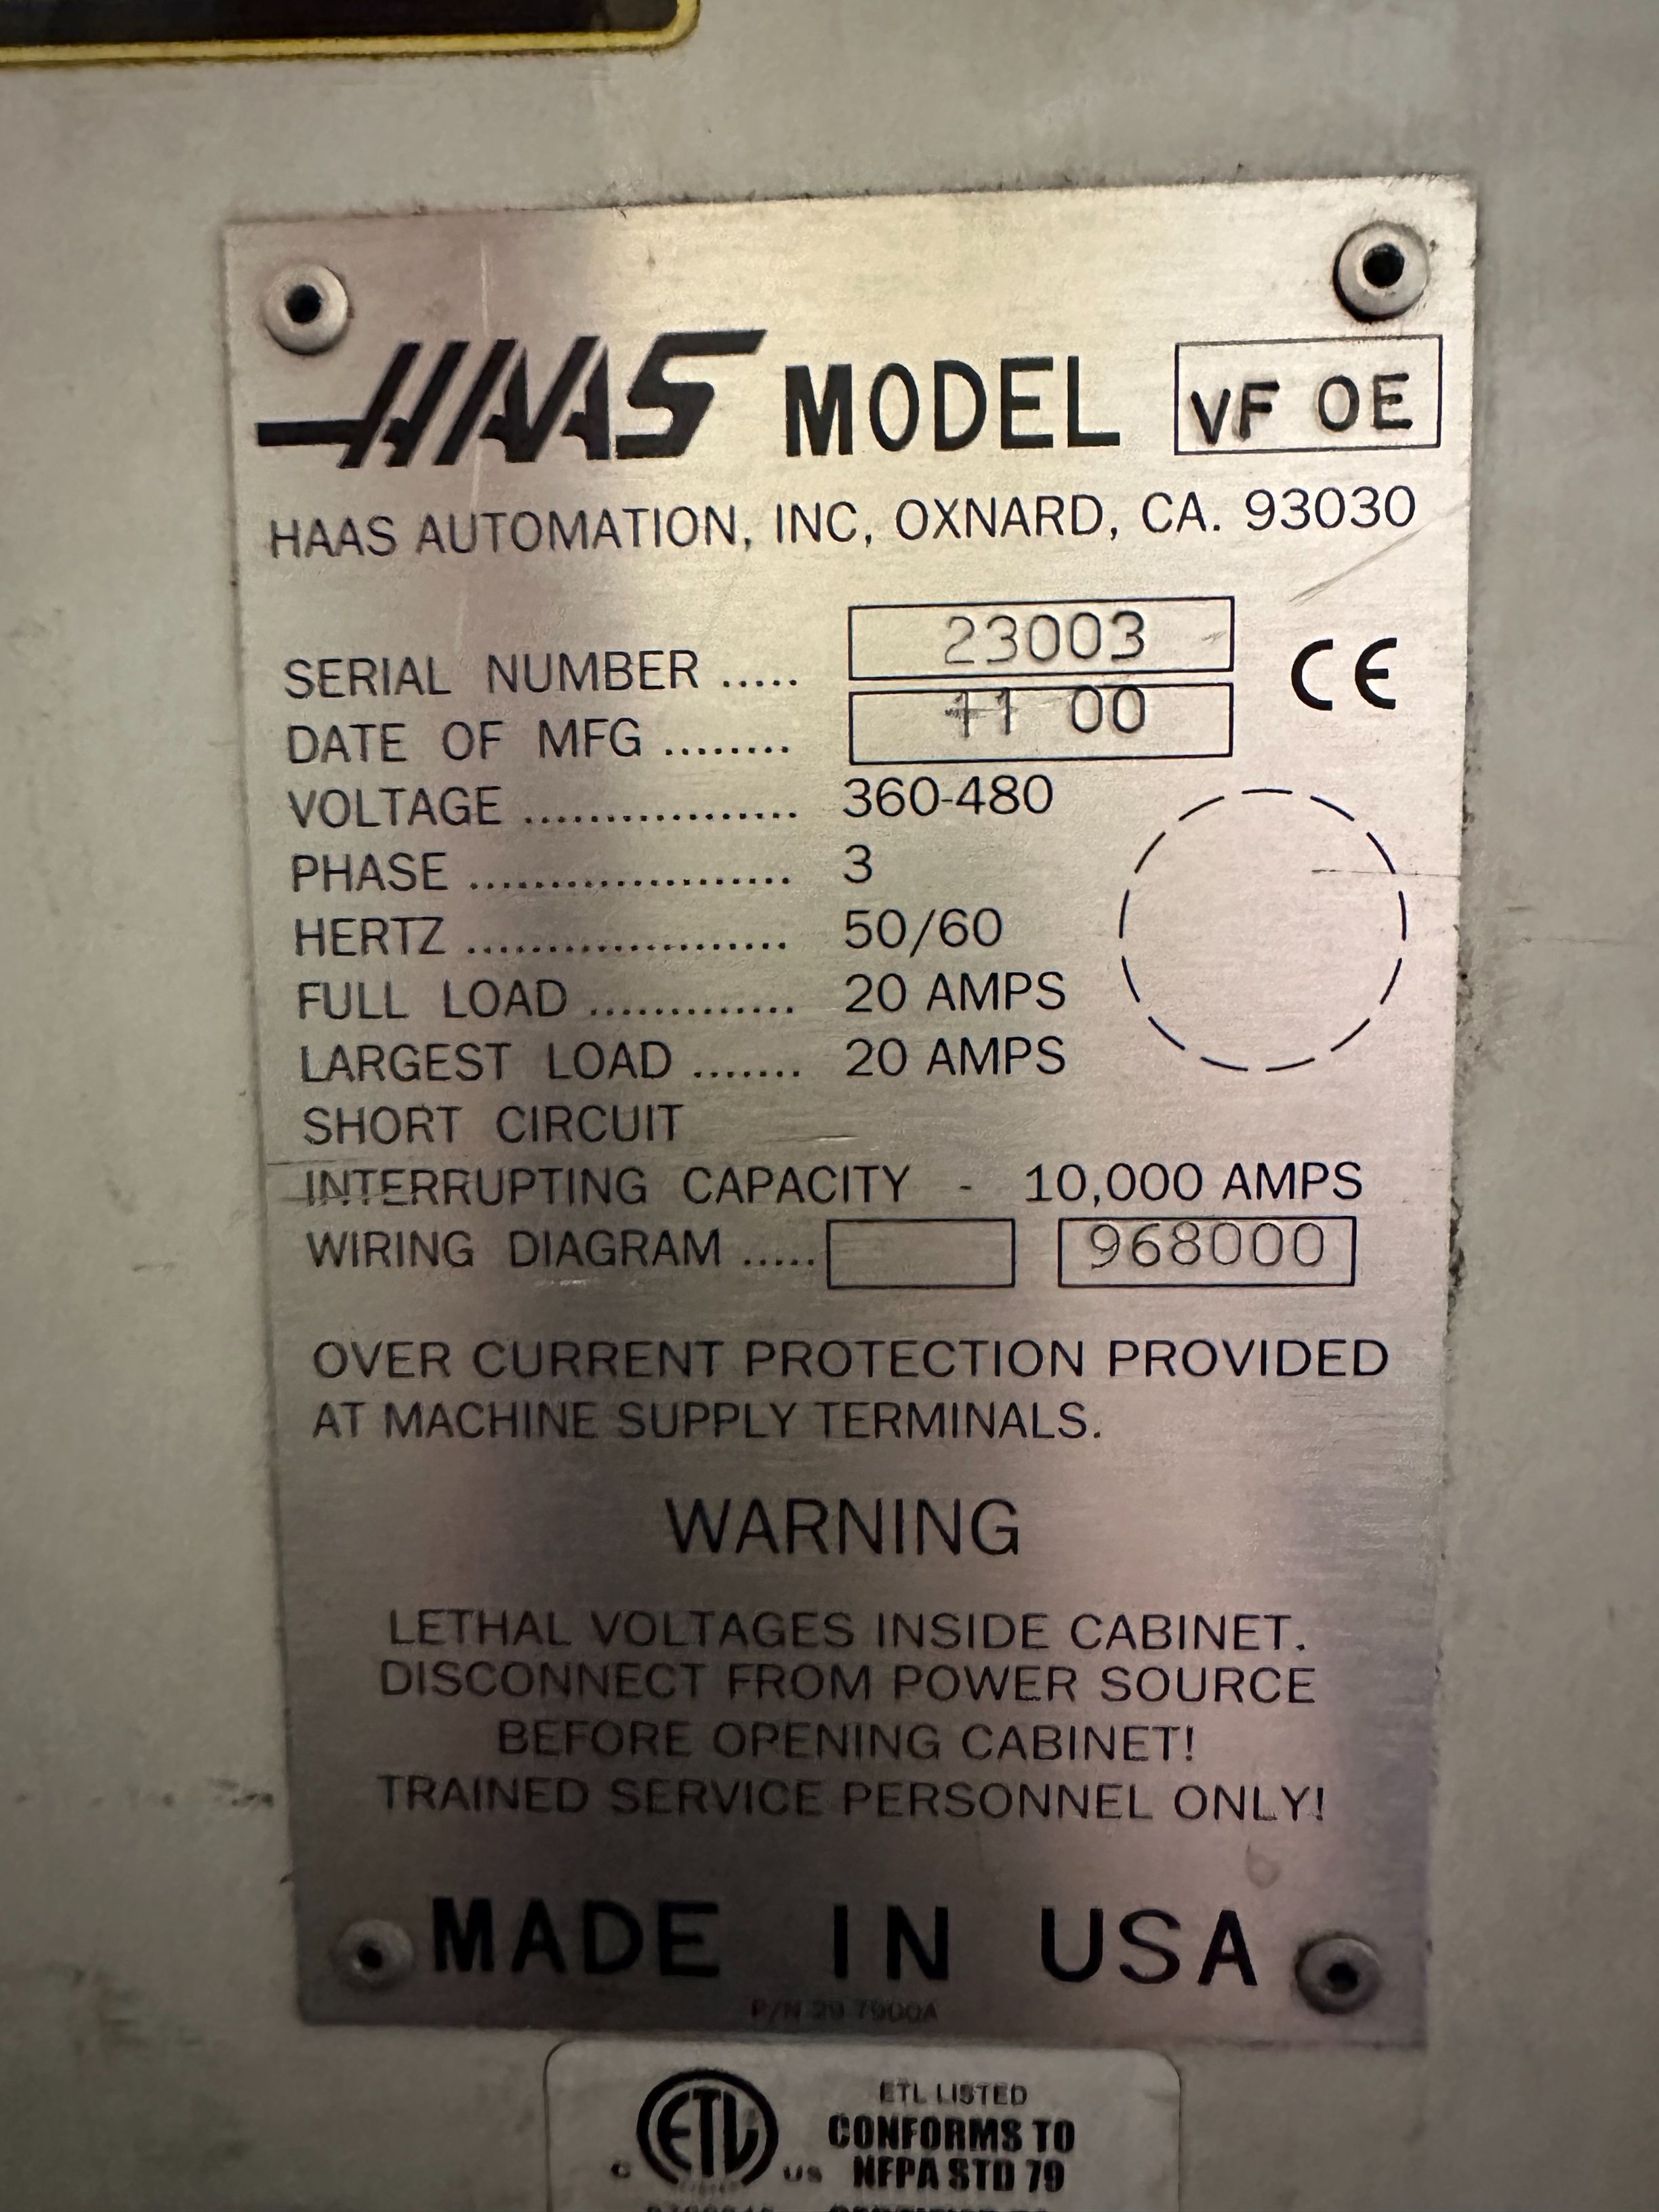 HAAS MODEL VF OE
HAAS AUTOMATION, INC, OXNARD, CA. 93030
SERIAL NUMBER ..... 23003
CE
DATE OF MFG ........ 11 00
VOLTAGE ................. 360-480
PHASE .................... 3
HERTZ .................... 50/60
FULL LOAD ............. 20 AMPS
LARGEST LOAD ....... 20 AMPS
SHORT CIRCUIT
INTERRUPTING CAPACITY - 10,000 AMPS
WIRING DIAGRAM ..... 968000
OVER CURRENT PROTECTION PROVIDED
AT MACHINE SUPPLY TERMINALS.
WARNING
LETHAL VOLTAGES INSIDE CABINET.
DISCONNECT FROM POWER SOURCE
BEFORE OPENING CABINET!
TRAINED SERVICE PERSONNEL ONLY!
MADE IN USA
P/N 29 7900A
ETL LISTED
C ETL US CONFORMS TO
NFPA STD 79